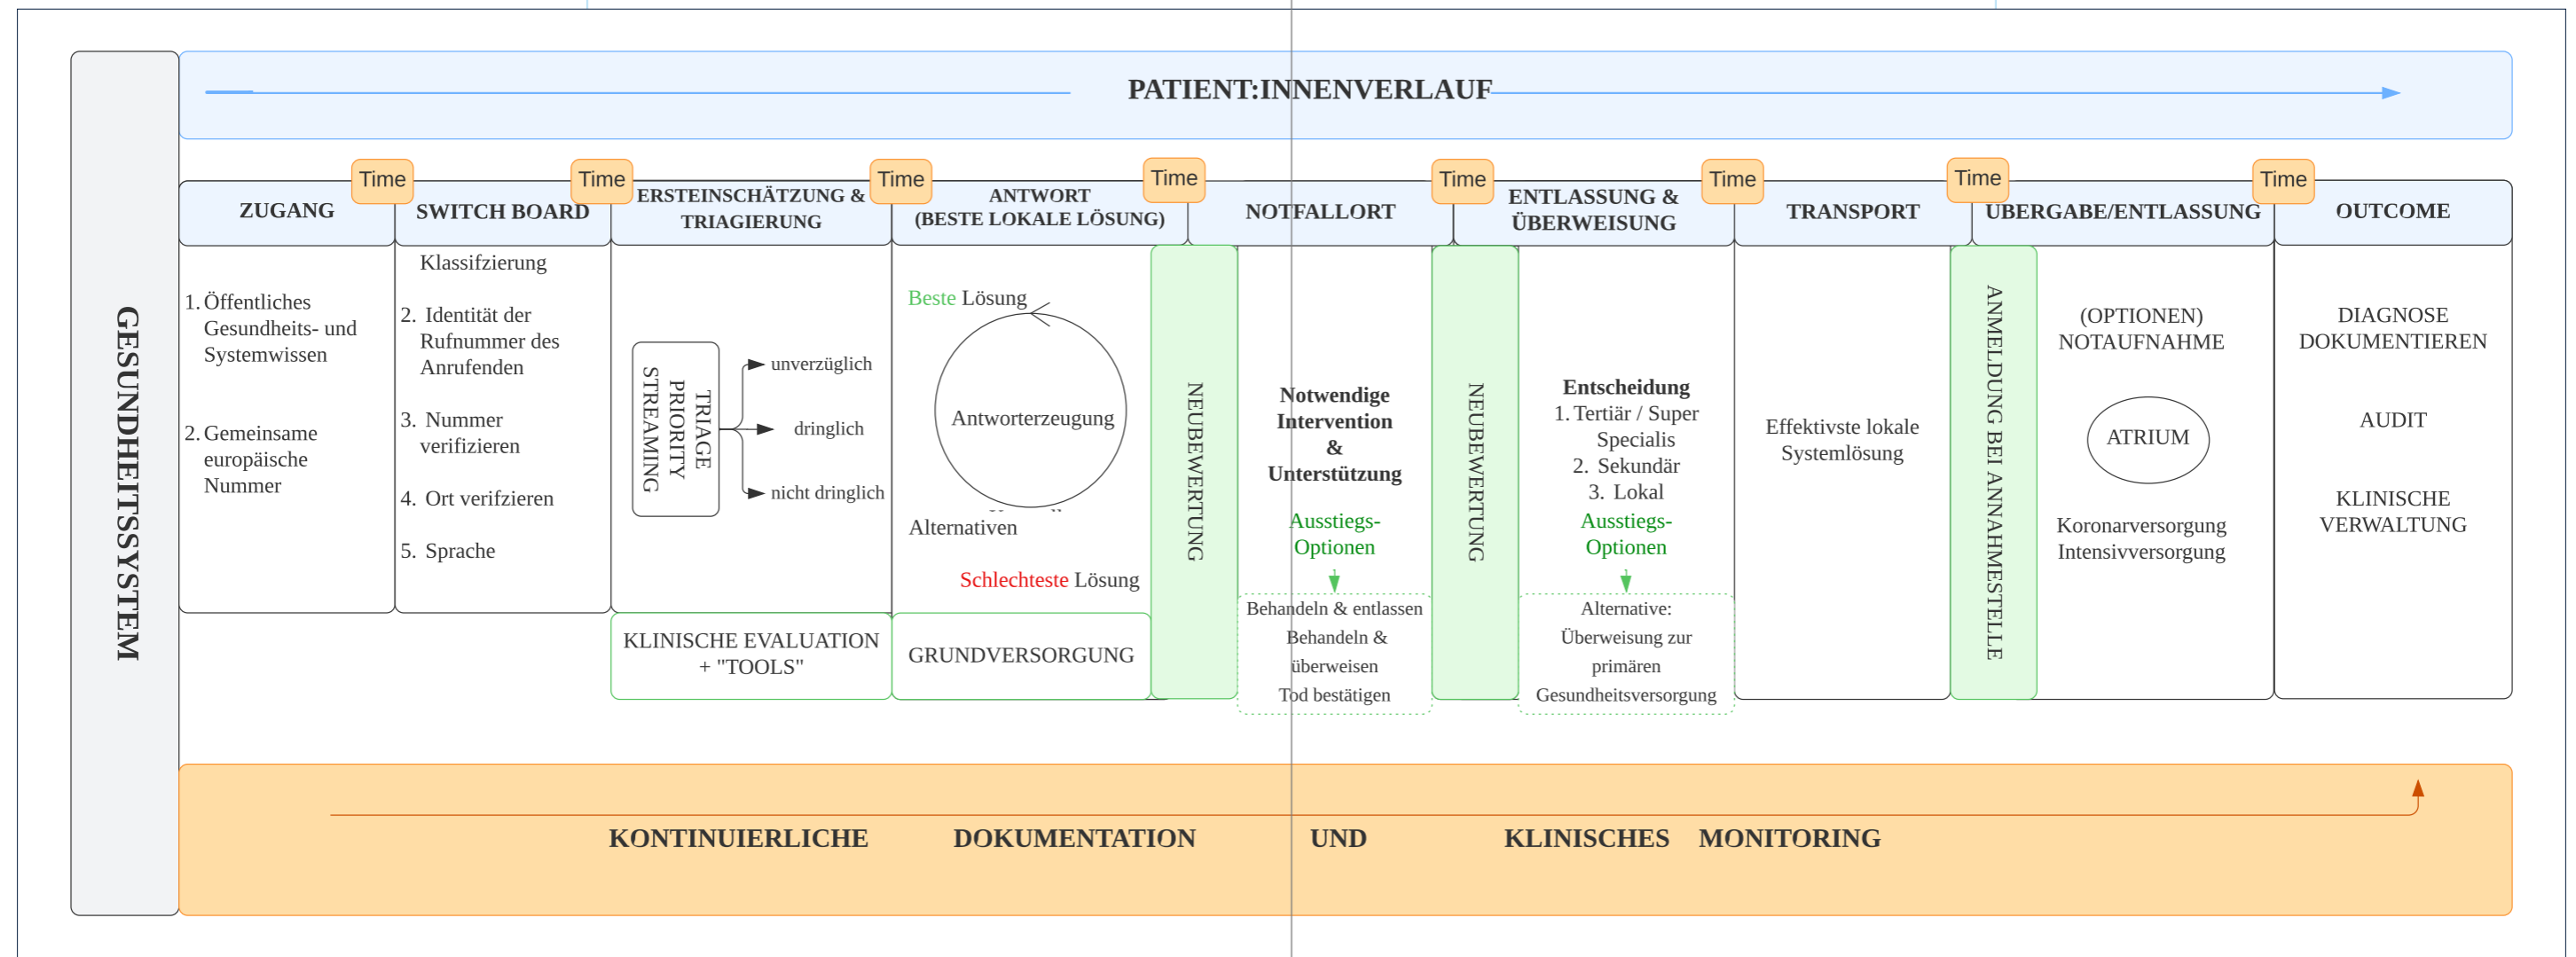 PATIENT:INNENVERLAUF
GESUNDHEITSSYSTEM
Time
Time
Time
Time
Time
Time
Time
Time
ZUGANG
SWITCH BOARD
ERSTEINSCHÄTZUNG &
TRIAGIERUNG
ANTWORT
(BESTE LOKALE LÖSUNG)
NOTFALLORT
ENTLASSUNG &
ÜBERWEISUNG
TRANSPORT
ÜBERGABE/ENTLASSUNG
OUTCOME
1. Öffentliches
Gesundheits- und
Systemwissen
2. Gemeinsame
europäische
Nummer
Klassifzierung
2. Identität der
Rufnummer des
Anrufenden
3. Nummer
verifizieren
4. Ort verifzieren
5. Sprache
TRIAGE
PRIORITY
STREAMING
unverzüglich
dringlich
nicht dringlich
KLINISCHE EVALUATION
+ "TOOLS"
Beste Lösung
Antworterzeugung
Alternativen
Schlechteste Lösung
GRUNDVERSORGUNG
NEUBEWERTUNG
Notwendige
Intervention
&
Unterstützung
Ausstiegs-
Optionen
Behandeln & entlassen
Behandeln &
überweisen
Tod bestätigen
NEUBEWERTUNG
Entscheidung
1. Tertiär / Super
Specialis
2. Sekundär
3. Lokal
Ausstiegs-
Optionen
Alternative:
Überweisung zur
primären
Gesundheitsversorgung
Effektivste lokale
Systemlösung
ANMELDUNG BEI ANNAHMESTELLE
(OPTIONEN)
NOTAUFNAHME
ATRIUM
Koronarversorgung
Intensivversorgung
DIAGNOSE
DOKUMENTIEREN
AUDIT
KLINISCHE
VERWALTUNG
KONTINUIERLICHE DOKUMENTATION UND KLINISCHES MONITORING